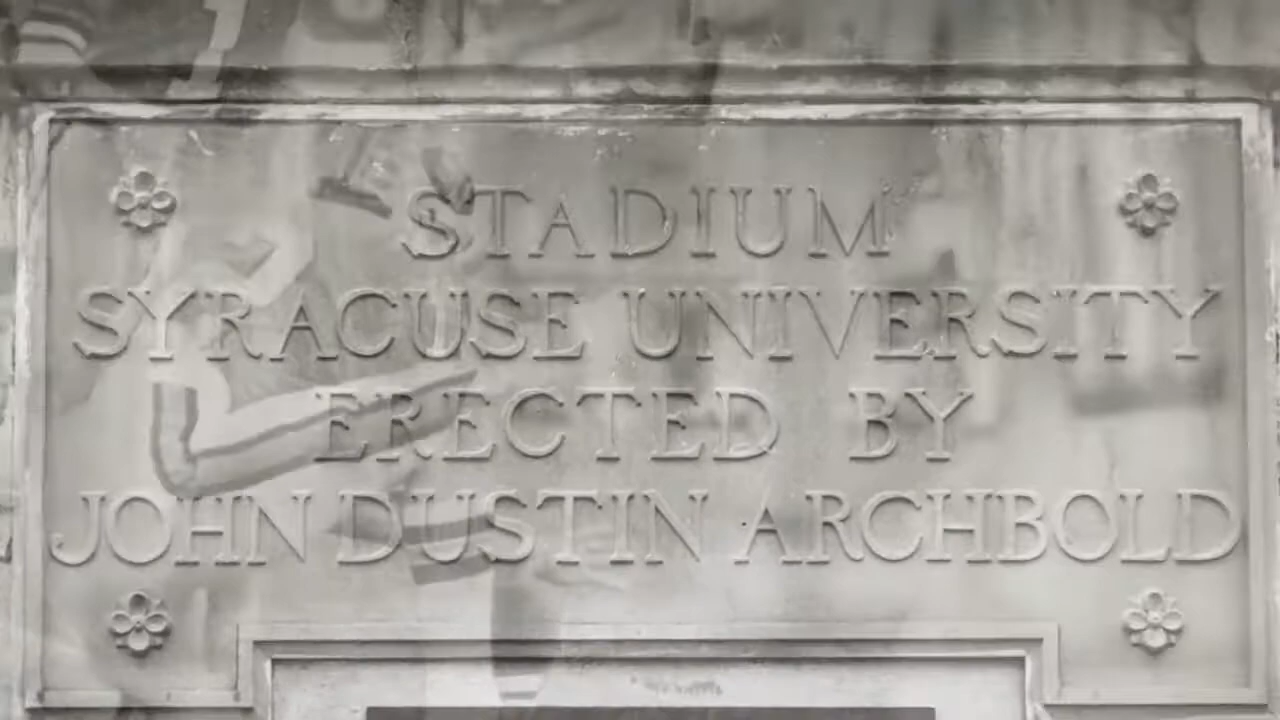 STADIUM
SYRACUSE UNIVERSITY
ERECTED BY
JOHN DUSTIN ARCHBOLD